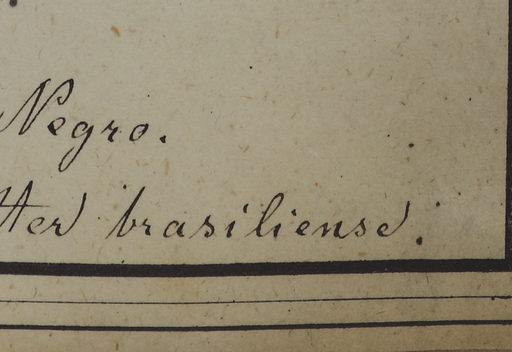 Negro.
tter brasiliense.